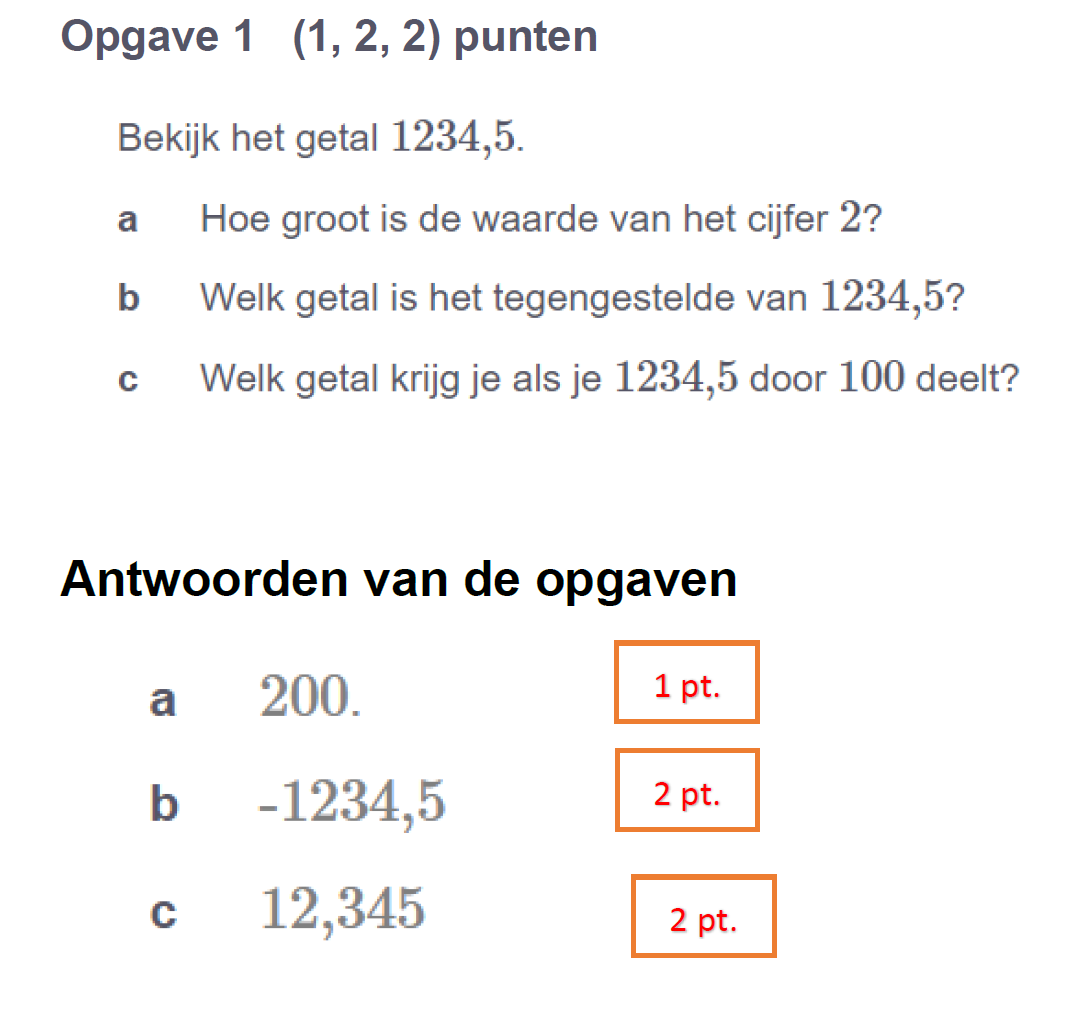 Opgave 1 (1, 2, 2) punten
Bekijk het getal 1234,5.
a Hoe groot is de waarde van het cijfer 2?
b Welk getal is het tegengestelde van 1234,5?
c Welk getal krijg je als je 1234,5 door 100 deelt?
Antwoorden van de opgaven
a 200. 1 pt.
b -1234,5 2 pt.
c 12,345 2 pt.